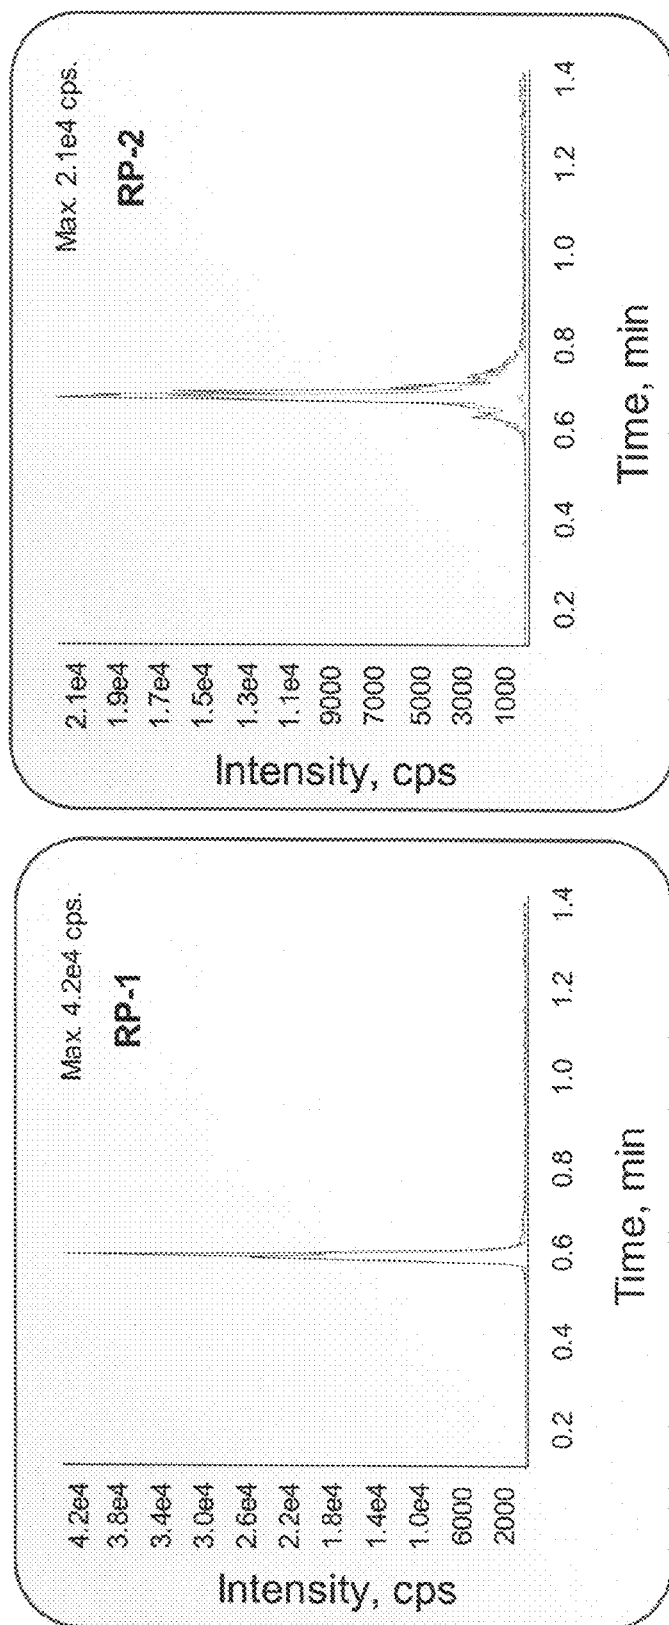 Max. 4.2e4 cps.
RP-1
4.2e4
3.8e4
3.4e4
3.0e4
2.6e4
2.2e4
1.8e4
1.4e4
1.0e4
6000
2000
Intensity, cps
0.2 0.4 0.6 0.8 1.0 1.2 1.4
Time, min
Max. 2.1e4 cps.
RP-2
2.1e4
1.9e4
1.7e4
1.5e4
1.3e4
1.1e4
9000
7000
5000
3000
1000
Intensity, cps
0.2 0.4 0.6 0.8 1.0 1.2 1.4
Time, min